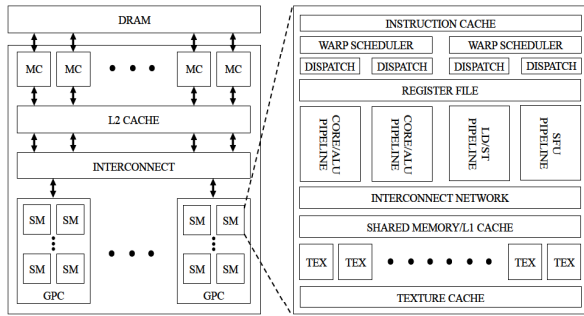 DRAM
MC MC MC MC
L2 CACHE
INTERCONNECT
SM SM SM SM
SM SM SM SM
GPC GPC
INSTRUCTION CACHE
WARP SCHEDULER WARP SCHEDULER
DISPATCH DISPATCH DISPATCH DISPATCH
REGISTER FILE
CORE/ALU
PIPELINE
CORE/ALU
PIPELINE
LD/ST
PIPELINE
SFU
PIPELINE
INTERCONNECT NETWORK
SHARED MEMORY/L1 CACHE
TEX TEX TEX TEX
TEXTURE CACHE